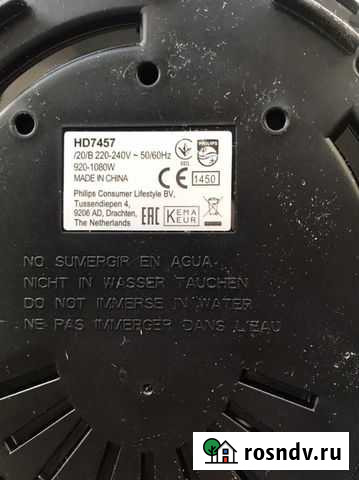 HD7457
/20/B 220-240V ~ 50/60Hz
920-1080W
MADE IN CHINA
PHILIPS
CE 1450
Philips Consumer Lifestyle BV,
Tussendiepen 4,
9206 AD, Drachten,
The Netherlands
EAC
KEMA
KEUR
NO SUMERGIR EN AGUA
NICHT IN WASSER TAUCHEN
DO NOT IMMERSE IN WATER
NE PAS IMMERGER DANS L'EAU
rosndv.ru